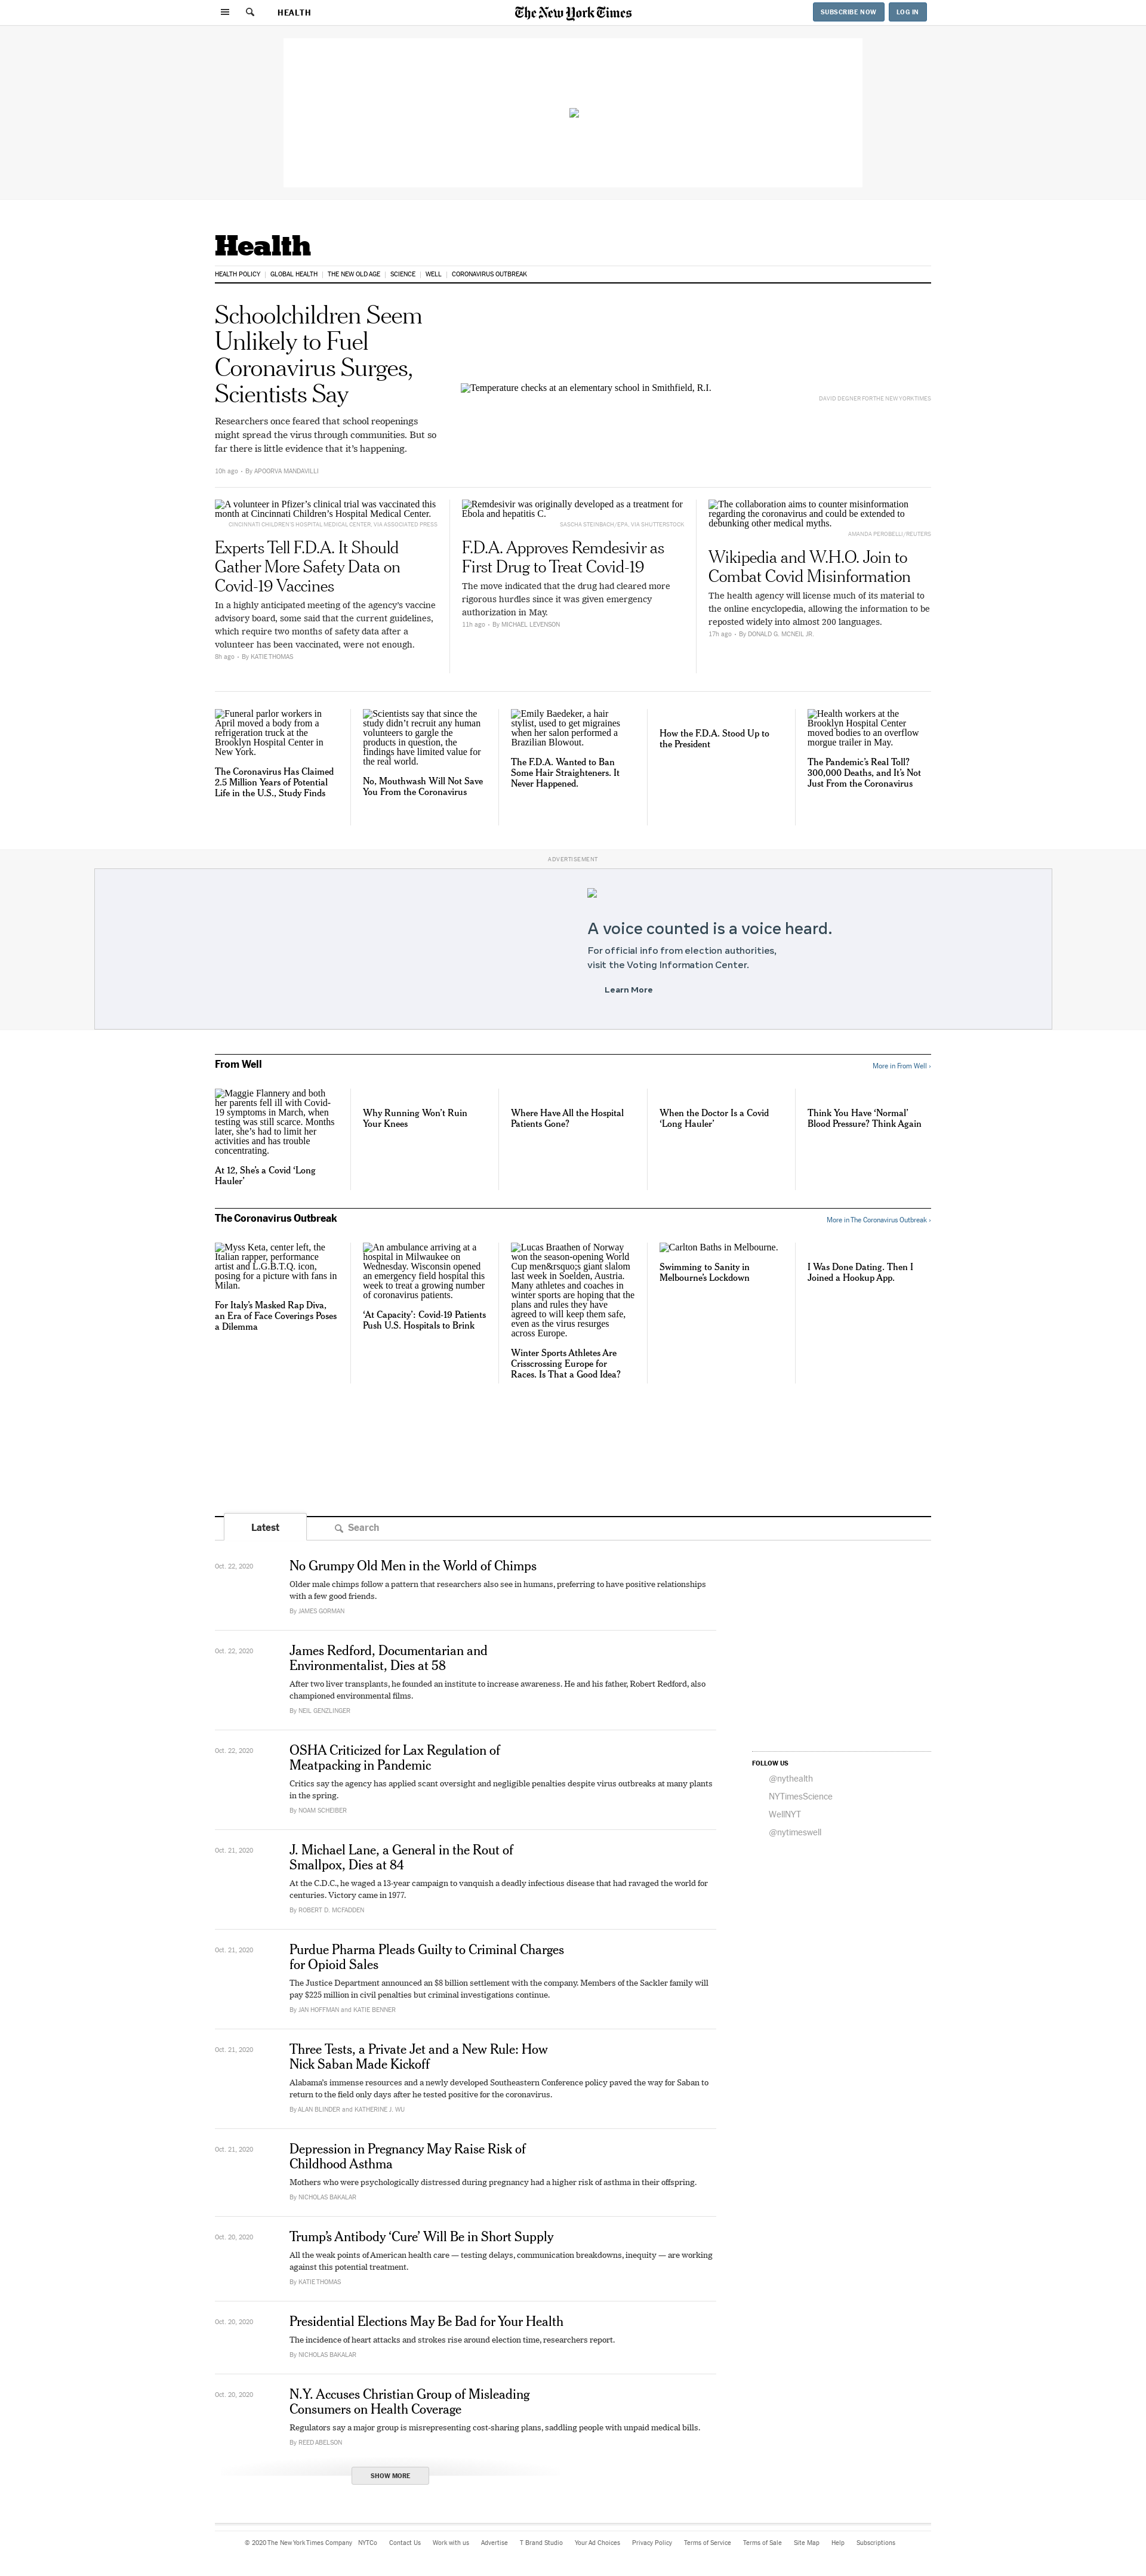 HEALTH
The New York Times
SUBSCRIBE NOW
LOG IN
Health
HEALTH POLICY
GLOBAL HEALTH
THE NEW OLD AGE
SCIENCE
WELL
CORONAVIRUS OUTBREAK
Schoolchildren Seem
Unlikely to Fuel
Coronavirus Surges,
Scientists Say
Researchers once feared that school reopenings
might spread the virus through communities. But so
far there is little evidence that it's happening.
10h ago • By APOORVA MANDAVILLI
Temperature checks at an elementary school in Smithfield, R.I.
DAVID DEGNER FOR THE NEW YORK TIMES
A volunteer in Pfizer's clinical trial was vaccinated this
month at Cincinnati Children's Hospital Medical Center.
CINCINNATI CHILDREN'S HOSPITAL MEDICAL CENTER, VIA ASSOCIATED PRESS
Experts Tell F.D.A. It Should
Gather More Safety Data on
Covid-19 Vaccines
In a highly anticipated meeting of the agency's vaccine
advisory board, some said that the current guidelines,
which require two months of safety data after a
volunteer has been vaccinated, were not enough.
8h ago • By KATIE THOMAS
Remdesivir was originally developed as a treatment for
Ebola and hepatitis C.
SASCHA STEINBACH/EPA, VIA SHUTTERSTOCK
F.D.A. Approves Remdesivir as
First Drug to Treat Covid-19
The move indicated that the drug had cleared more
rigorous hurdles since it was given emergency
authorization in May.
11h ago • By MICHAEL LEVENSON
The collaboration aims to counter misinformation
regarding the coronavirus and could be extended to
debunking other medical myths.
AMANDA PEROBELLI/REUTERS
Wikipedia and W.H.O. Join to
Combat Covid Misinformation
The health agency will license much of its material to
the online encyclopedia, allowing the information to be
reposted widely into almost 200 languages.
17h ago • By DONALD G. MCNEIL JR.
Funeral parlor workers in
April moved a body from a
refrigeration truck at the
Brooklyn Hospital Center in
New York.
The Coronavirus Has Claimed
2.5 Million Years of Potential
Life in the U.S., Study Finds
Scientists say that since the
study didn't recruit any human
volunteers to gargle the
products in question, the
findings have limited value for
the real world.
No, Mouthwash Will Not Save
You From the Coronavirus
Emily Baedeker, a hair
stylist, used to get migraines
when her salon performed a
Brazilian Blowout.
The F.D.A. Wanted to Ban
Some Hair Straighteners. It
Never Happened.
How the F.D.A. Stood Up to
the President
Health workers at the
Brooklyn Hospital Center
moved bodies to an overflow
morgue trailer in May.
The Pandemic's Real Toll?
300,000 Deaths, and It's Not
Just From the Coronavirus
ADVERTISEMENT
A voice counted is a voice heard.
For official info from election authorities,
visit the Voting Information Center.
Learn More
From Well
More in From Well ›
Maggie Flannery and both
her parents fell ill with Covid-
19 symptoms in March, when
testing was still scarce. Months
later, she's had to limit her
activities and has trouble
concentrating.
At 12, She's a Covid 'Long
Hauler'
Why Running Won't Ruin
Your Knees
Where Have All the Hospital
Patients Gone?
When the Doctor Is a Covid
'Long Hauler'
Think You Have 'Normal'
Blood Pressure? Think Again
The Coronavirus Outbreak
More in The Coronavirus Outbreak ›
Myss Keta, center left, the
Italian rapper, performance
artist and L.G.B.T.Q. icon,
posing for a picture with fans in
Milan.
For Italy's Masked Rap Diva,
an Era of Face Coverings Poses
a Dilemma
An ambulance arriving at a
hospital in Milwaukee on
Wednesday. Wisconsin opened
an emergency field hospital this
week to treat a growing number
of coronavirus patients.
'At Capacity': Covid-19 Patients
Push U.S. Hospitals to Brink
Lucas Braathen of Norway
won the season-opening World
Cup men&rsquo;s giant slalom
last week in Soelden, Austria.
Many athletes and coaches in
winter sports are hoping that the
plans and rules they have
agreed to will keep them safe,
even as the virus resurges
across Europe.
Winter Sports Athletes Are
Crisscrossing Europe for
Races. Is That a Good Idea?
Carlton Baths in Melbourne.
Swimming to Sanity in
Melbourne's Lockdown
I Was Done Dating. Then I
Joined a Hookup App.
Latest
Search
Oct. 22, 2020
No Grumpy Old Men in the World of Chimps
Older male chimps follow a pattern that researchers also see in humans, preferring to have positive relationships
with a few good friends.
By JAMES GORMAN
Oct. 22, 2020
James Redford, Documentarian and
Environmentalist, Dies at 58
After two liver transplants, he founded an institute to increase awareness. He and his father, Robert Redford, also
championed environmental films.
By NEIL GENZLINGER
Oct. 22, 2020
OSHA Criticized for Lax Regulation of
Meatpacking in Pandemic
Critics say the agency has applied scant oversight and negligible penalties despite virus outbreaks at many plants
in the spring.
By NOAM SCHEIBER
FOLLOW US
@nythealth
NYTimesScience
WellNYT
@nytimeswell
Oct. 21, 2020
J. Michael Lane, a General in the Rout of
Smallpox, Dies at 84
At the C.D.C., he waged a 13-year campaign to vanquish a deadly infectious disease that had ravaged the world for
centuries. Victory came in 1977.
By ROBERT D. MCFADDEN
Oct. 21, 2020
Purdue Pharma Pleads Guilty to Criminal Charges
for Opioid Sales
The Justice Department announced an $8 billion settlement with the company. Members of the Sackler family will
pay $225 million in civil penalties but criminal investigations continue.
By JAN HOFFMAN and KATIE BENNER
Oct. 21, 2020
Three Tests, a Private Jet and a New Rule: How
Nick Saban Made Kickoff
Alabama's immense resources and a newly developed Southeastern Conference policy paved the way for Saban to
return to the field only days after he tested positive for the coronavirus.
By ALAN BLINDER and KATHERINE J. WU
Oct. 21, 2020
Depression in Pregnancy May Raise Risk of
Childhood Asthma
Mothers who were psychologically distressed during pregnancy had a higher risk of asthma in their offspring.
By NICHOLAS BAKALAR
Oct. 20, 2020
Trump's Antibody 'Cure' Will Be in Short Supply
All the weak points of American health care — testing delays, communication breakdowns, inequity — are working
against this potential treatment.
By KATIE THOMAS
Oct. 20, 2020
Presidential Elections May Be Bad for Your Health
The incidence of heart attacks and strokes rise around election time, researchers report.
By NICHOLAS BAKALAR
Oct. 20, 2020
N.Y. Accuses Christian Group of Misleading
Consumers on Health Coverage
Regulators say a major group is misrepresenting cost-sharing plans, saddling people with unpaid medical bills.
By REED ABELSON
SHOW MORE
© 2020 The New York Times Company NYTCo Contact Us Work with us Advertise T Brand Studio Your Ad Choices Privacy Policy Terms of Service Terms of Sale Site Map Help Subscriptions